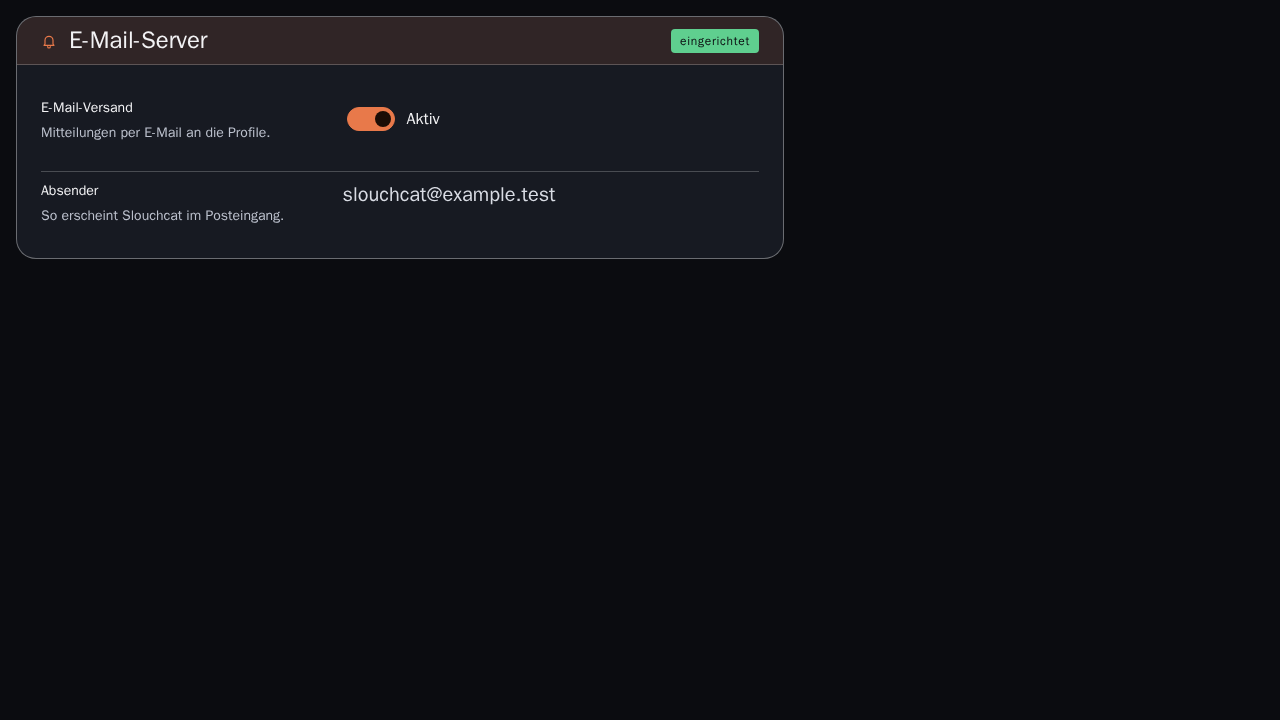 E-Mail-Server
eingerichtet
E-Mail-Versand
Mitteilungen per E-Mail an die Profile.
Aktiv
Absender
So erscheint Slouchcat im Posteingang.
slouchcat@example.test